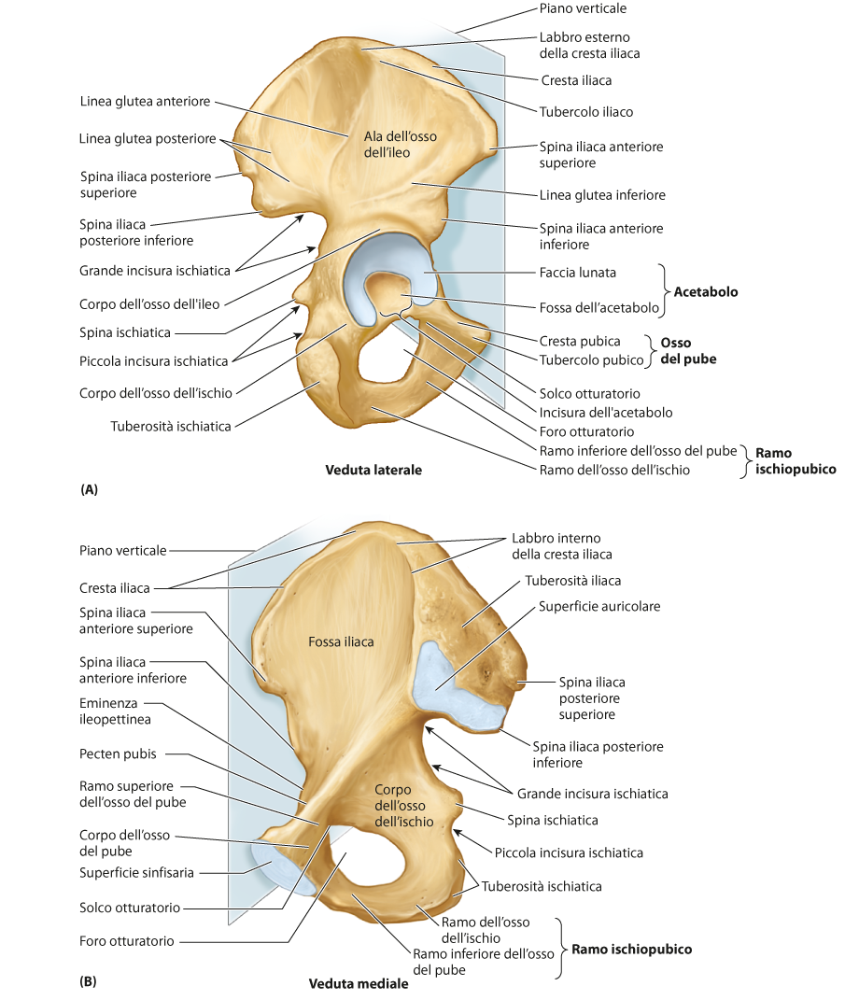 Piano verticale
Labbro esterno
della cresta iliaca
Cresta iliaca
Tubercolo iliaco
Spina iliaca anteriore
superiore
Linea glutea inferiore
Spina iliaca anteriore
inferiore
Faccia lunata
Fossa dell'acetabolo
Acetabolo
Cresta pubica
Tubercolo pubico
Osso
del pube
Solco otturatorio
Incisura dell'acetabolo
Foro otturatorio
Ramo inferiore dell'osso del pube
Ramo dell'osso dell'ischio
Ramo
ischiopubico
Linea glutea anteriore
Linea glutea posteriore
Spina iliaca posteriore
superiore
Spina iliaca
posteriore inferiore
Grande incisura ischiatica
Corpo dell'osso dell'ileo
Spina ischiatica
Piccola incisura ischiatica
Corpo dell'osso dell'ischio
Tuberosità ischiatica
Ala dell'osso
dell'ileo
Veduta laterale
(A)
Piano verticale
Cresta iliaca
Spina iliaca
anteriore superiore
Spina iliaca
anteriore inferiore
Eminenza
ileopettinea
Pecten pubis
Ramo superiore
dell'osso del pube
Corpo dell'osso
del pube
Superficie sinfisaria
Solco otturatorio
Foro otturatorio
Fossa iliaca
Corpo
dell'osso
dell'ischio
Labbro interno
della cresta iliaca
Tuberosità iliaca
Superficie auricolare
Spina iliaca
posteriore
superiore
Spina iliaca posteriore
inferiore
Grande incisura ischiatica
Spina ischiatica
Piccola incisura ischiatica
Tuberosità ischiatica
Ramo dell'osso
dell'ischio
Ramo inferiore dell'osso
del pube
Ramo ischiopubico
(B)
Veduta mediale